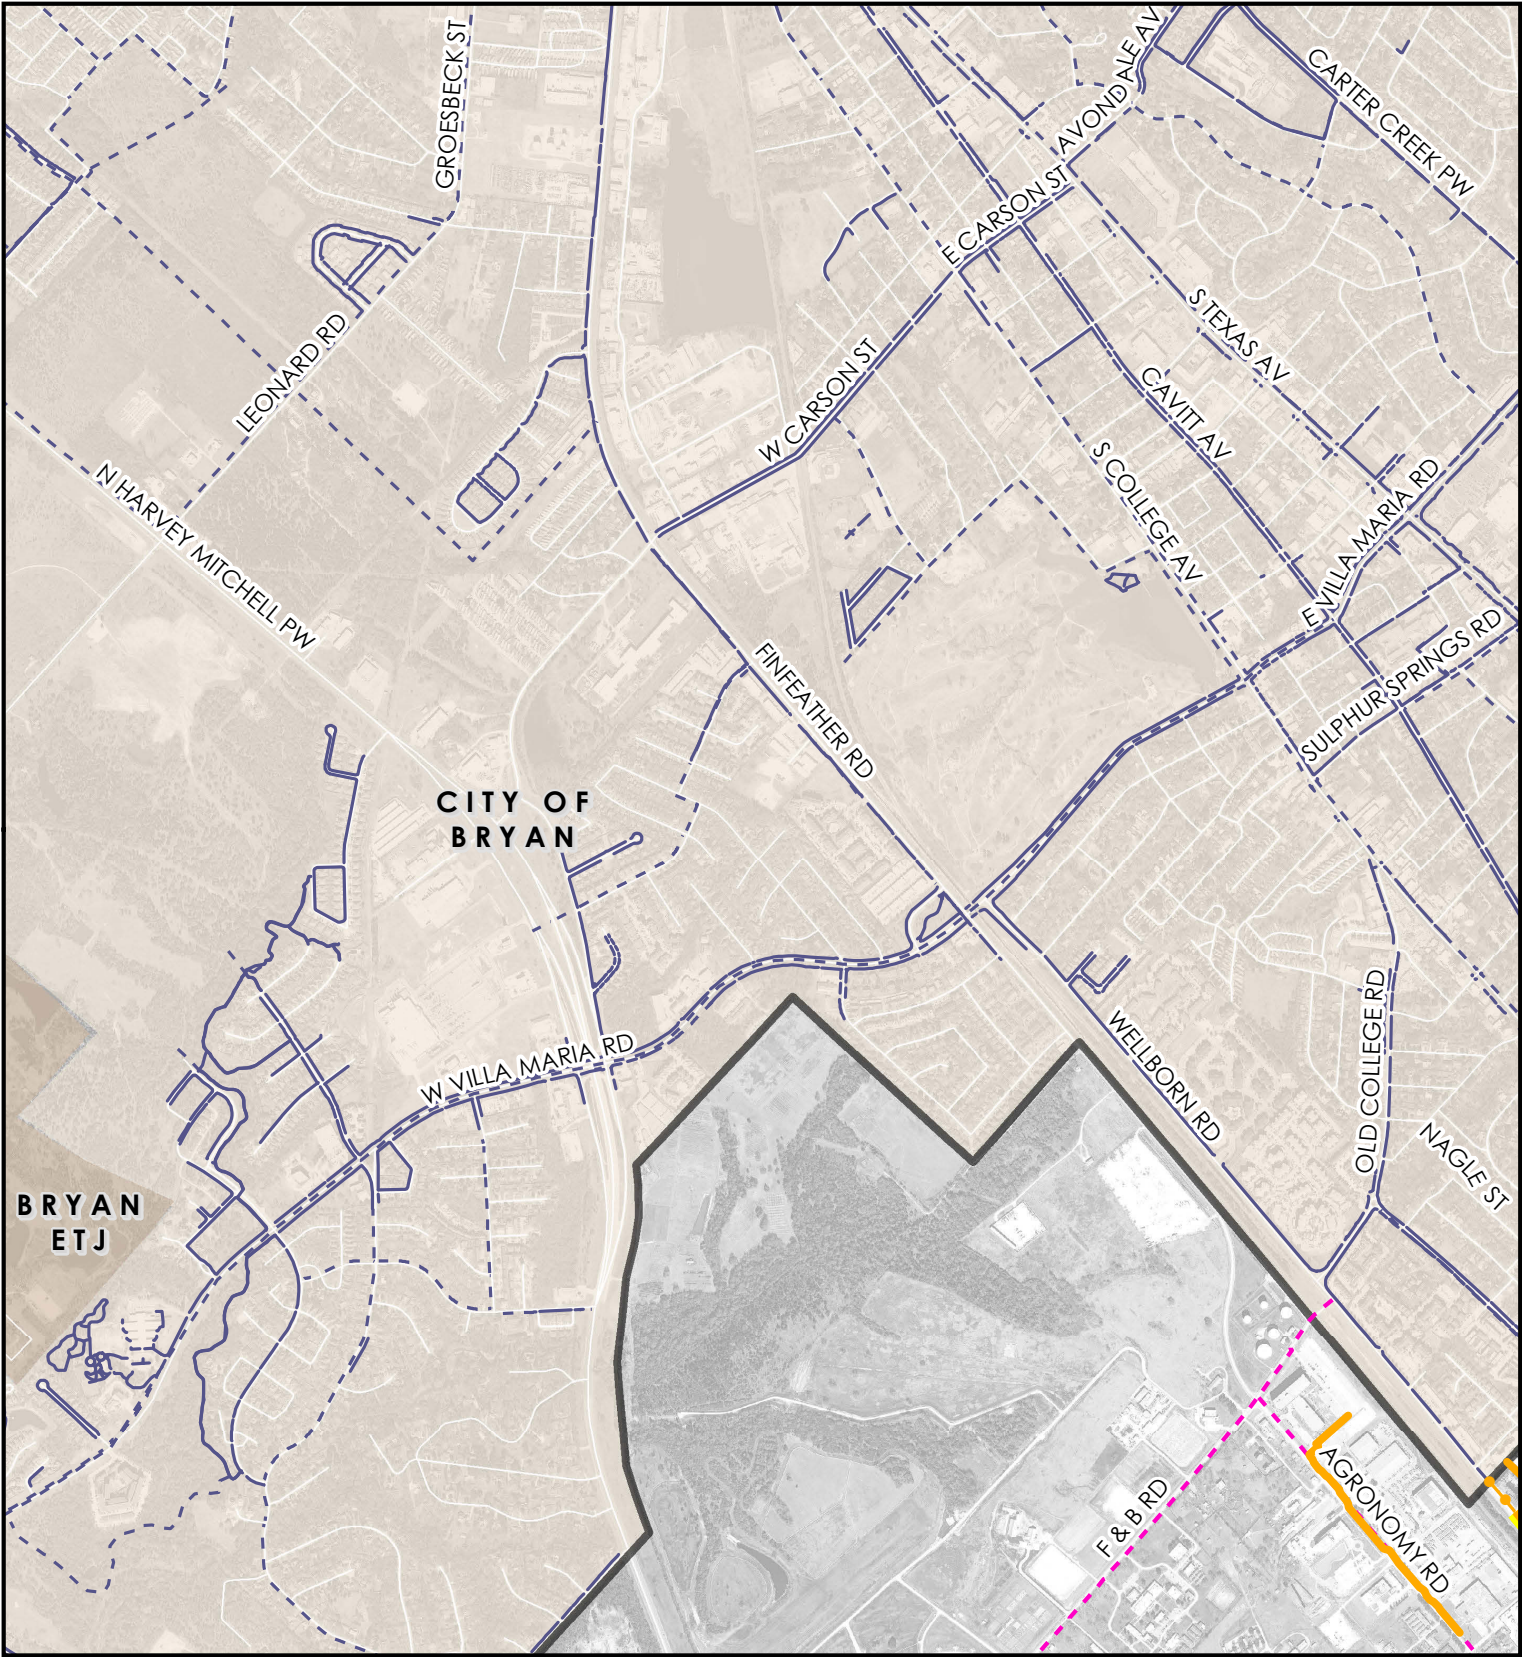 GROESBECK ST
AVONDALE AV
CARTER CREEK PW
E CARSON ST
LEONARD RD
S TEXAS AV
W CARSON ST
CAVITT AV
N HARVEY MITCHELL PW
S COLLEGE AV
E VILLA MARIA RD
FINFEATHER RD
SULPHUR SPRINGS RD
CITY OF
BRYAN
OLD COLLEGE RD
W VILLA MARIA RD
WELLBORN RD
NAGLE ST
BRYAN
ETJ
F & B RD
AGRONOMY RD